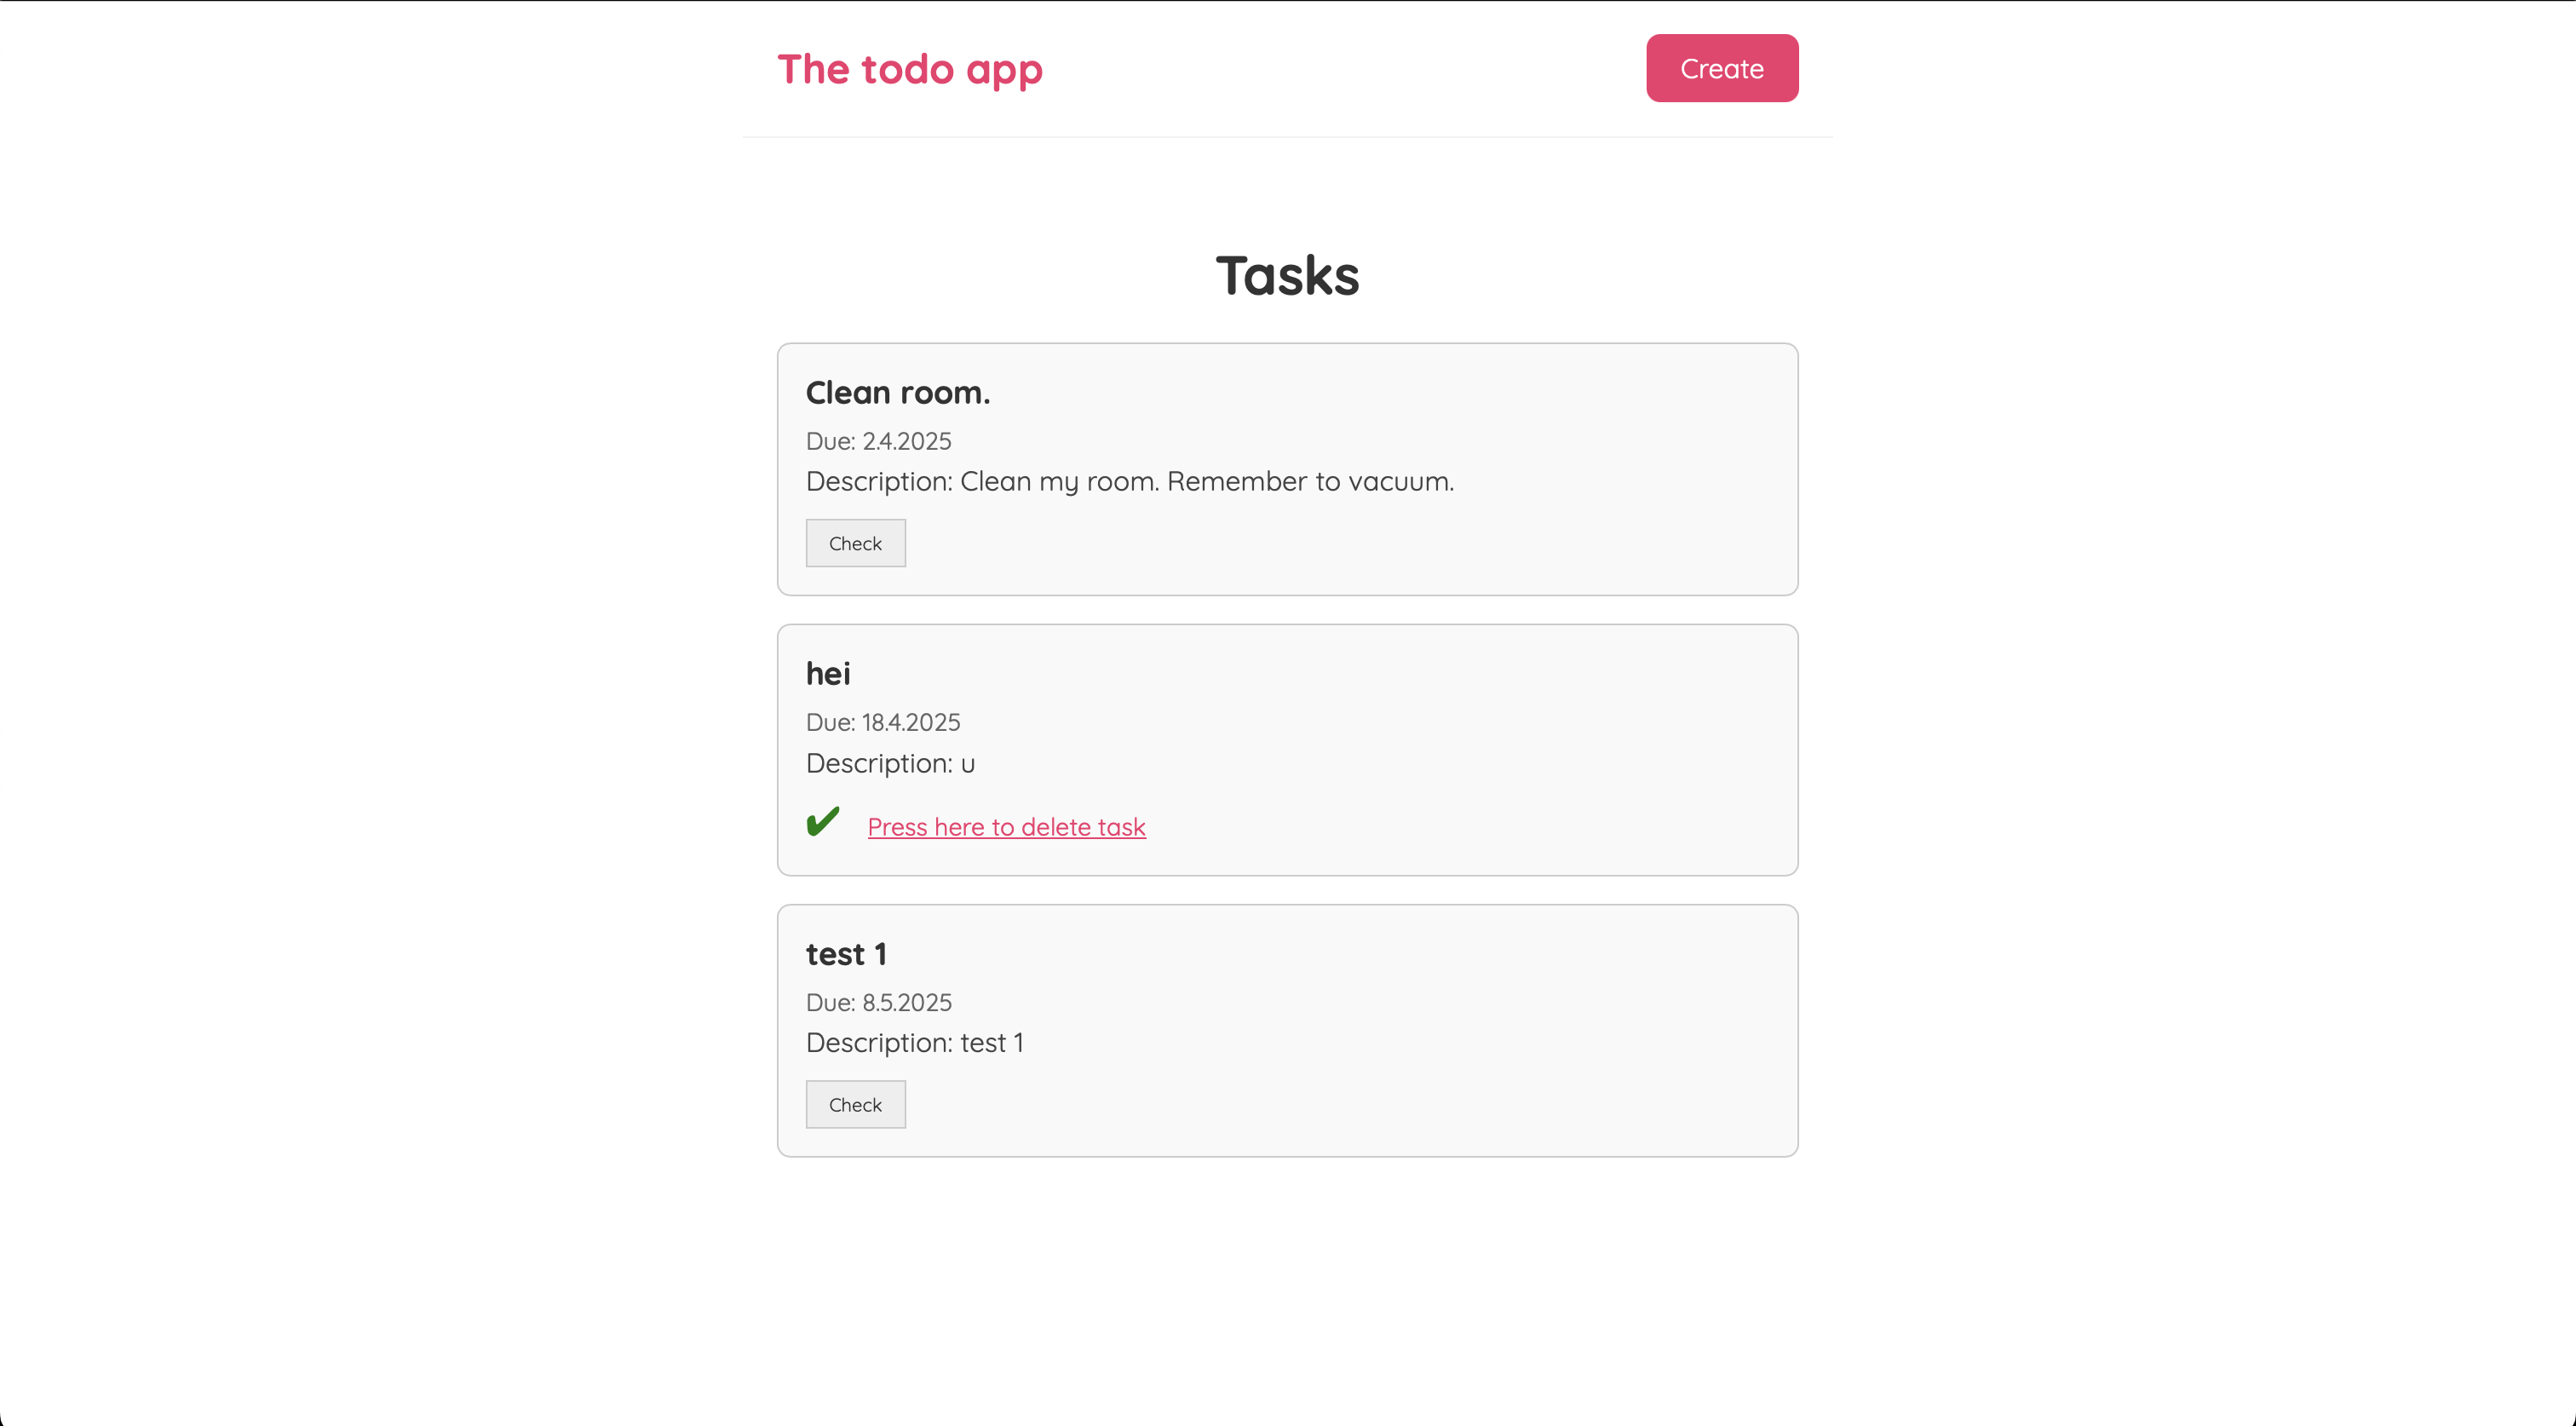 The todo app
Create
Tasks
Clean room.
Due: 2.4.2025
Description: Clean my room. Remember to vacuum.
Check
hei
Due: 18.4.2025
Description: u
✔ Press here to delete task
test 1
Due: 8.5.2025
Description: test 1
Check